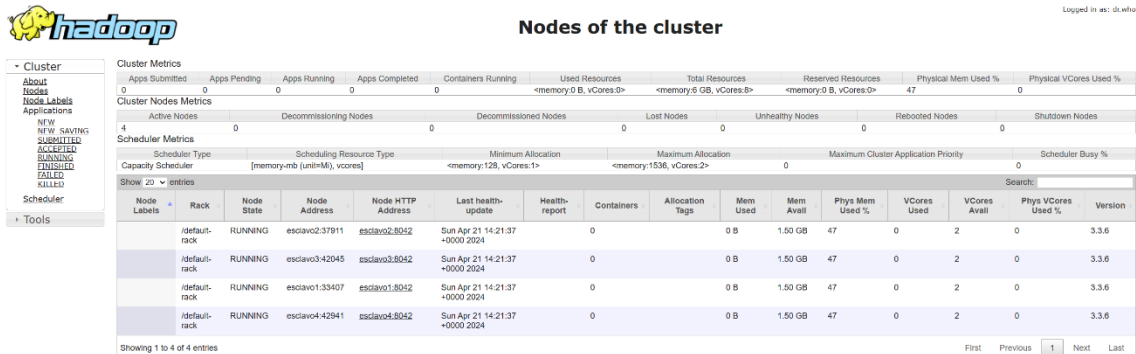 Logged in as: dr.who
hadoop
Nodes of the cluster
Cluster
About
Nodes
Node Labels
Applications
NEW
NEW_SAVING
SUBMITTED
ACCEPTED
RUNNING
FINISHED
FAILED
KILLED
Scheduler
Tools
Cluster Metrics
Apps Submitted Apps Pending Apps Running Apps Completed Containers Running Used Resources Total Resources Reserved Resources Physical Mem Used % Physical VCores Used %
0 0 0 0 0 <memory:0 B, vCores:0> <memory:6 GB, vCores:8> <memory:0 B, vCores:0> 47 0
Cluster Nodes Metrics
Active Nodes Decommissioning Nodes Decommissioned Nodes Lost Nodes Unhealthy Nodes Rebooted Nodes Shutdown Nodes
4 0 0 0 0 0 0
Scheduler Metrics
Scheduler Type Scheduling Resource Type Minimum Allocation Maximum Allocation Maximum Cluster Application Priority Scheduler Busy %
Capacity Scheduler [memory-mb (unit=Mi), vcores] <memory:128, vCores:1> <memory:1536, vCores:2> 0 0
Show 20 entries Search:
Node Labels Rack Node State Node Address Node HTTP Address Last health-update Health-report Containers Allocation Tags Mem Used Mem Avail Phys Mem Used % VCores Used VCores Avail Phys VCores Used % Version
/default-rack RUNNING esclavo2:37911 esclavo2:8042 Sun Apr 21 14:21:37 +0000 2024 0 0 B 1.50 GB 47 0 2 0 3.3.6
/default-rack RUNNING esclavo3:42045 esclavo3:8042 Sun Apr 21 14:21:37 +0000 2024 0 0 B 1.50 GB 47 0 2 0 3.3.6
/default-rack RUNNING esclavo1:33407 esclavo1:8042 Sun Apr 21 14:21:37 +0000 2024 0 0 B 1.50 GB 47 0 2 0 3.3.6
/default-rack RUNNING esclavo4:42941 esclavo4:8042 Sun Apr 21 14:21:37 +0000 2024 0 0 B 1.50 GB 47 0 2 0 3.3.6
Showing 1 to 4 of 4 entries First Previous 1 Next Last